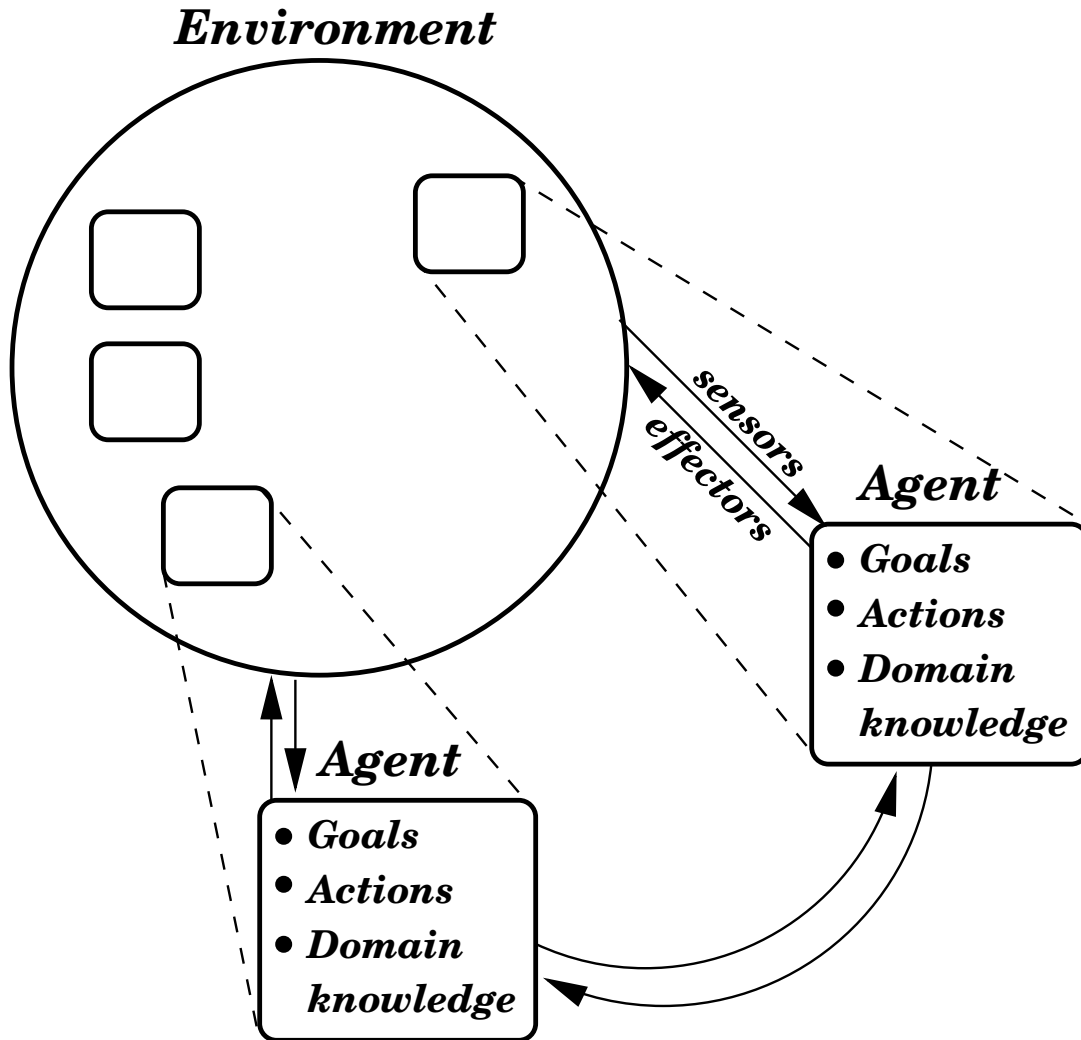 Environment
sensors
effectors
Agent
• Goals
• Actions
• Domain
knowledge
Agent
• Goals
• Actions
• Domain
knowledge